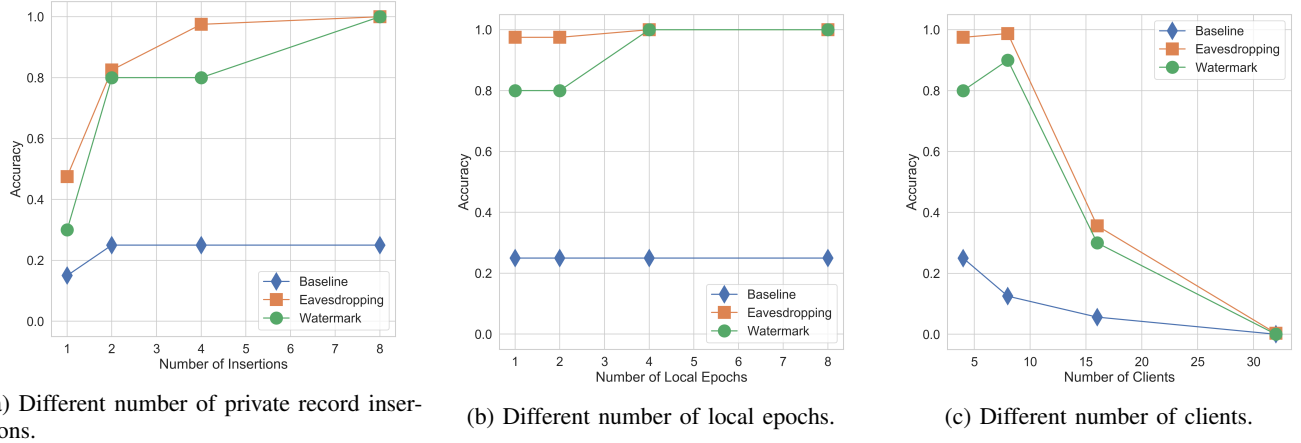 1.0
0.8
0.6
0.4
0.2
0.0
Accuracy
1 2 3 4 5 6 7 8
Number of Insertions
Baseline
Eavesdropping
Watermark
) Different number of private record inser-
ons.
1.0
0.8
0.6
0.4
0.2
0.0
Accuracy
1 2 3 4 5 6 7 8
Number of Local Epochs
Baseline
Eavesdropping
Watermark
(b) Different number of local epochs.
1.0
0.8
0.6
0.4
0.2
0.0
Accuracy
5 10 15 20 25 30
Number of Clients
Baseline
Eavesdropping
Watermark
(c) Different number of clients.